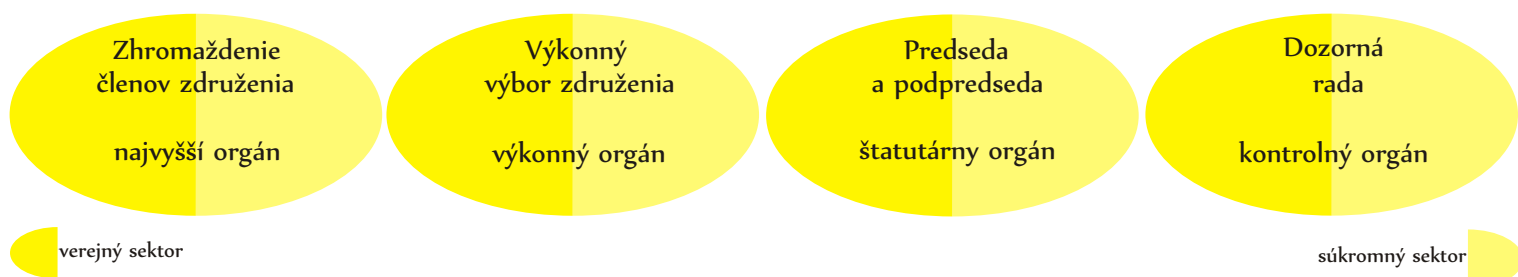 Zhromaždenie
členov združenia
najvyšší orgán
Výkonný
výbor združenia
výkonný orgán
Predseda
a podpredseda
štatutárny orgán
Dozorná
rada
kontrolný orgán
verejný sektor
súkromný sektor